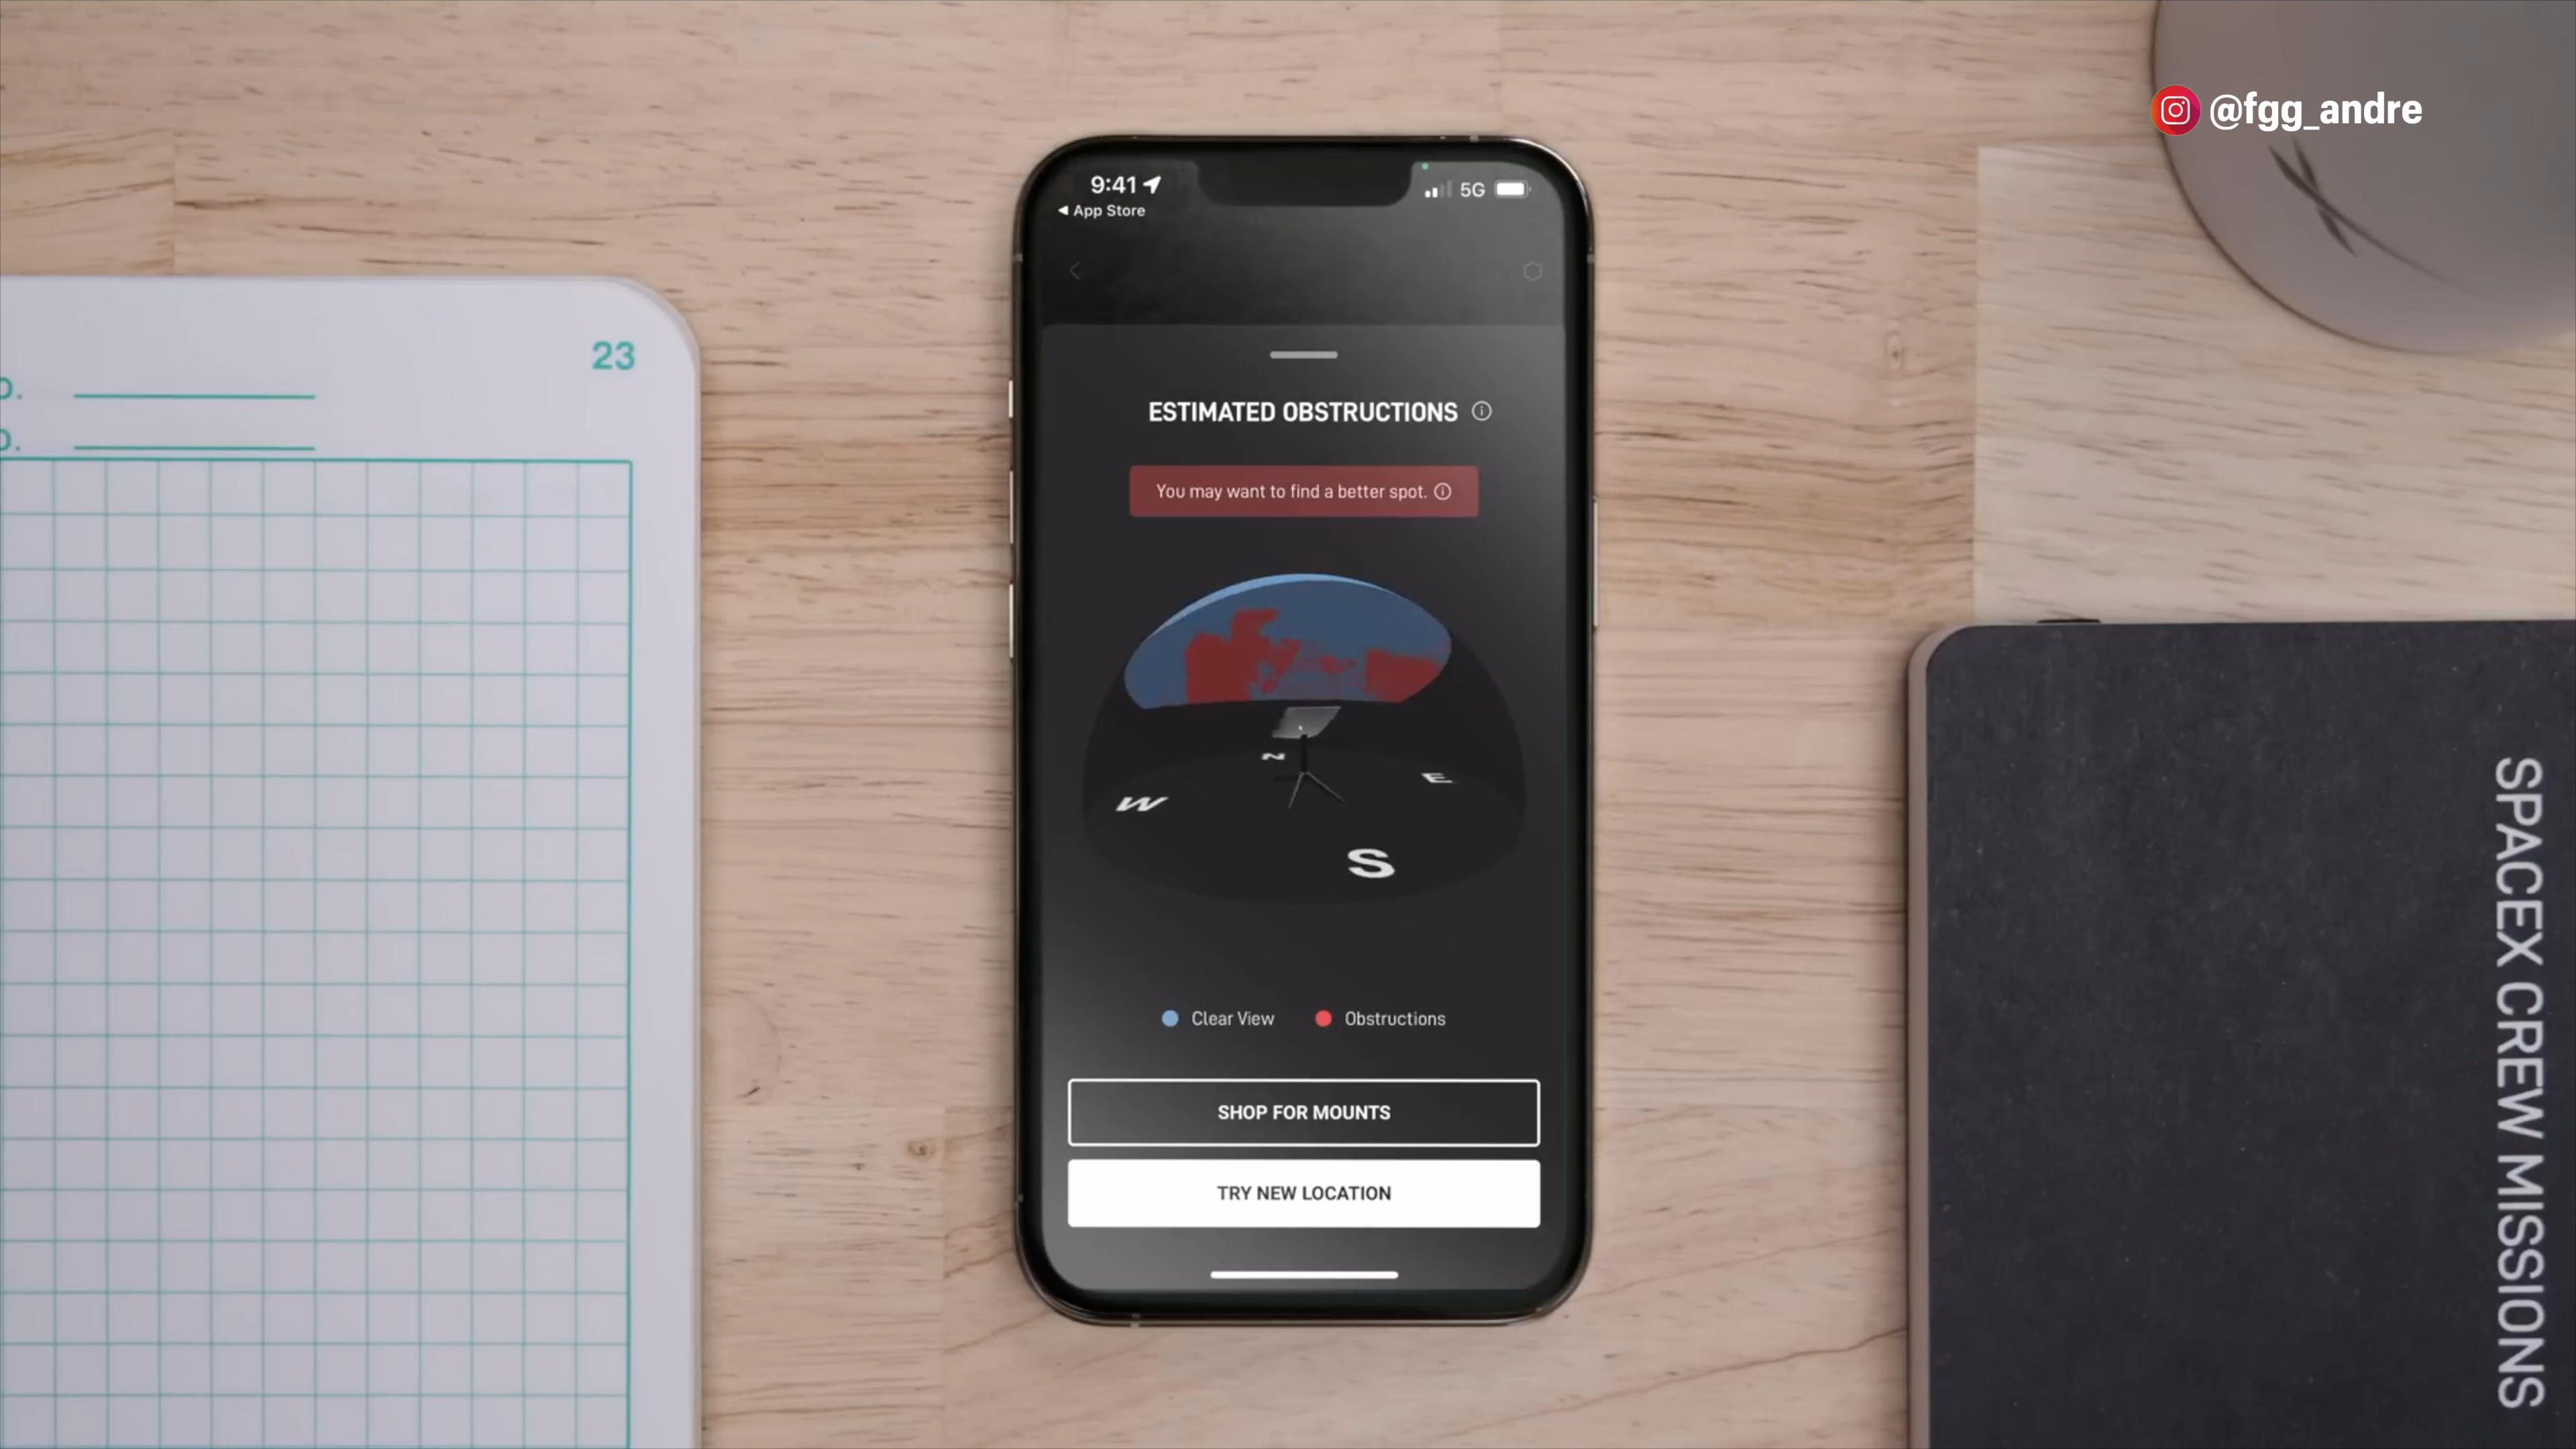 @fgg_andre
9:41
5G
App Store
23
ESTIMATED OBSTRUCTIONS
You may want to find a better spot.
N
E
W
S
Clear View
Obstructions
SHOP FOR MOUNTS
TRY NEW LOCATION
SPACEX CREW MISSIONS